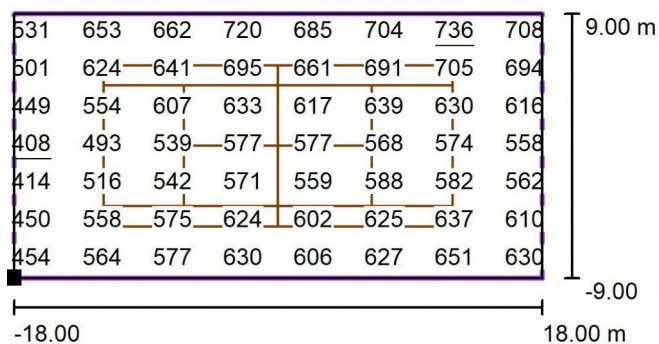 531 653 662 720 685 704 736 708 9.00 m
501 624 641 695 661 691 705 694
449 554 607 633 617 639 630 616
408 493 539 577 577 568 574 558
414 516 542 571 559 588 582 562
450 558 575 624 602 625 637 610
454 564 577 630 606 627 651 630
-9.00
-18.00 18.00 m